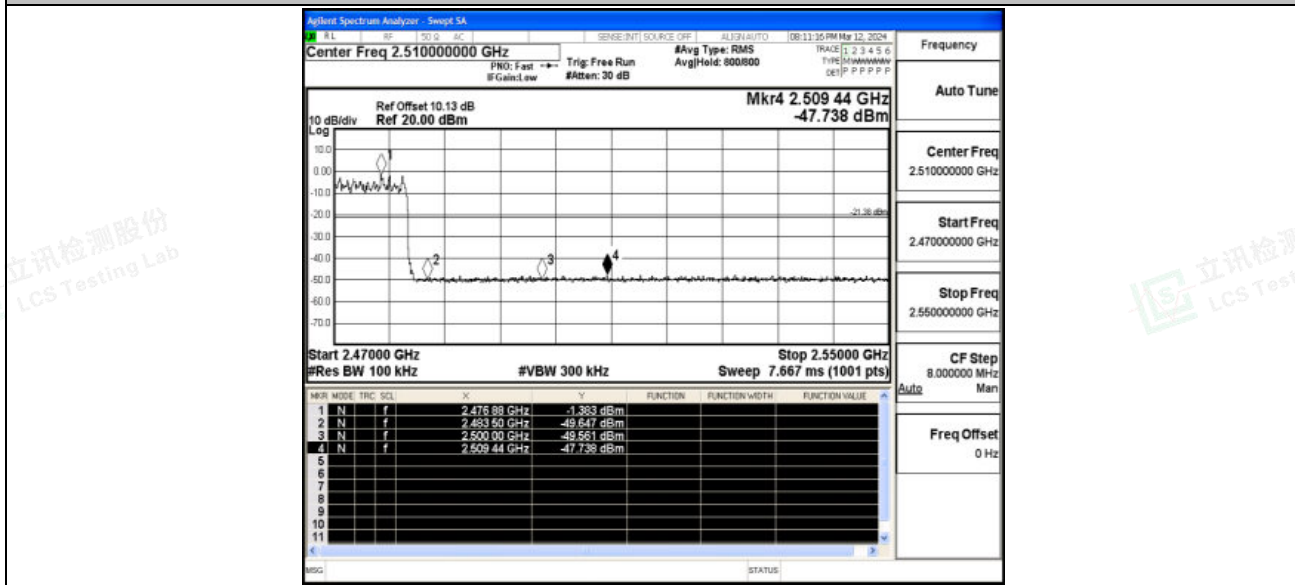 Agilent Spectrum Analyzer - Swept SA
RL RF 50 Ω AC SENSE:INT SOURCE OFF ALIGN AUTO 08:11:16 PM Mar 12, 2024
Center Freq 2.510000000 GHz
PNO: Fast
IFGain:Low
Trig: Free Run
#Atten: 30 dB
#Avg Type: RMS
Avg|Hold: 800/800
TRACE 1 2 3 4 5 6
TYPE MWWWWW
DET P P P P P P
Frequency
Auto Tune
Center Freq
2.510000000 GHz
Start Freq
2.470000000 GHz
Stop Freq
2.550000000 GHz
CF Step
8.000000 MHz
Auto Man
Freq Offset
0 Hz
Mkr4 2.509 44 GHz
-47.738 dBm
Ref Offset 10.13 dB
10 dB/div Ref 20.00 dBm
Log
10.0
0.00
-10.0
-20.0
-30.0
-40.0
-50.0
-60.0
-70.0
1
2
3
4
-21.38 dBm
Start 2.47000 GHz Stop 2.55000 GHz
#Res BW 100 kHz #VBW 300 kHz Sweep 7.667 ms (1001 pts)
MKR MODE TRC SCL X Y FUNCTION FUNCTION WIDTH FUNCTION VALUE
1 N f 2.476 88 GHz -1.383 dBm
2 N f 2.483 50 GHz -49.647 dBm
3 N f 2.500 00 GHz -49.561 dBm
4 N f 2.509 44 GHz -47.738 dBm
5
6
7
8
9
10
11
MSG STATUS
立讯检测股份
LCS Testing Lab
立讯检测
LCS Test